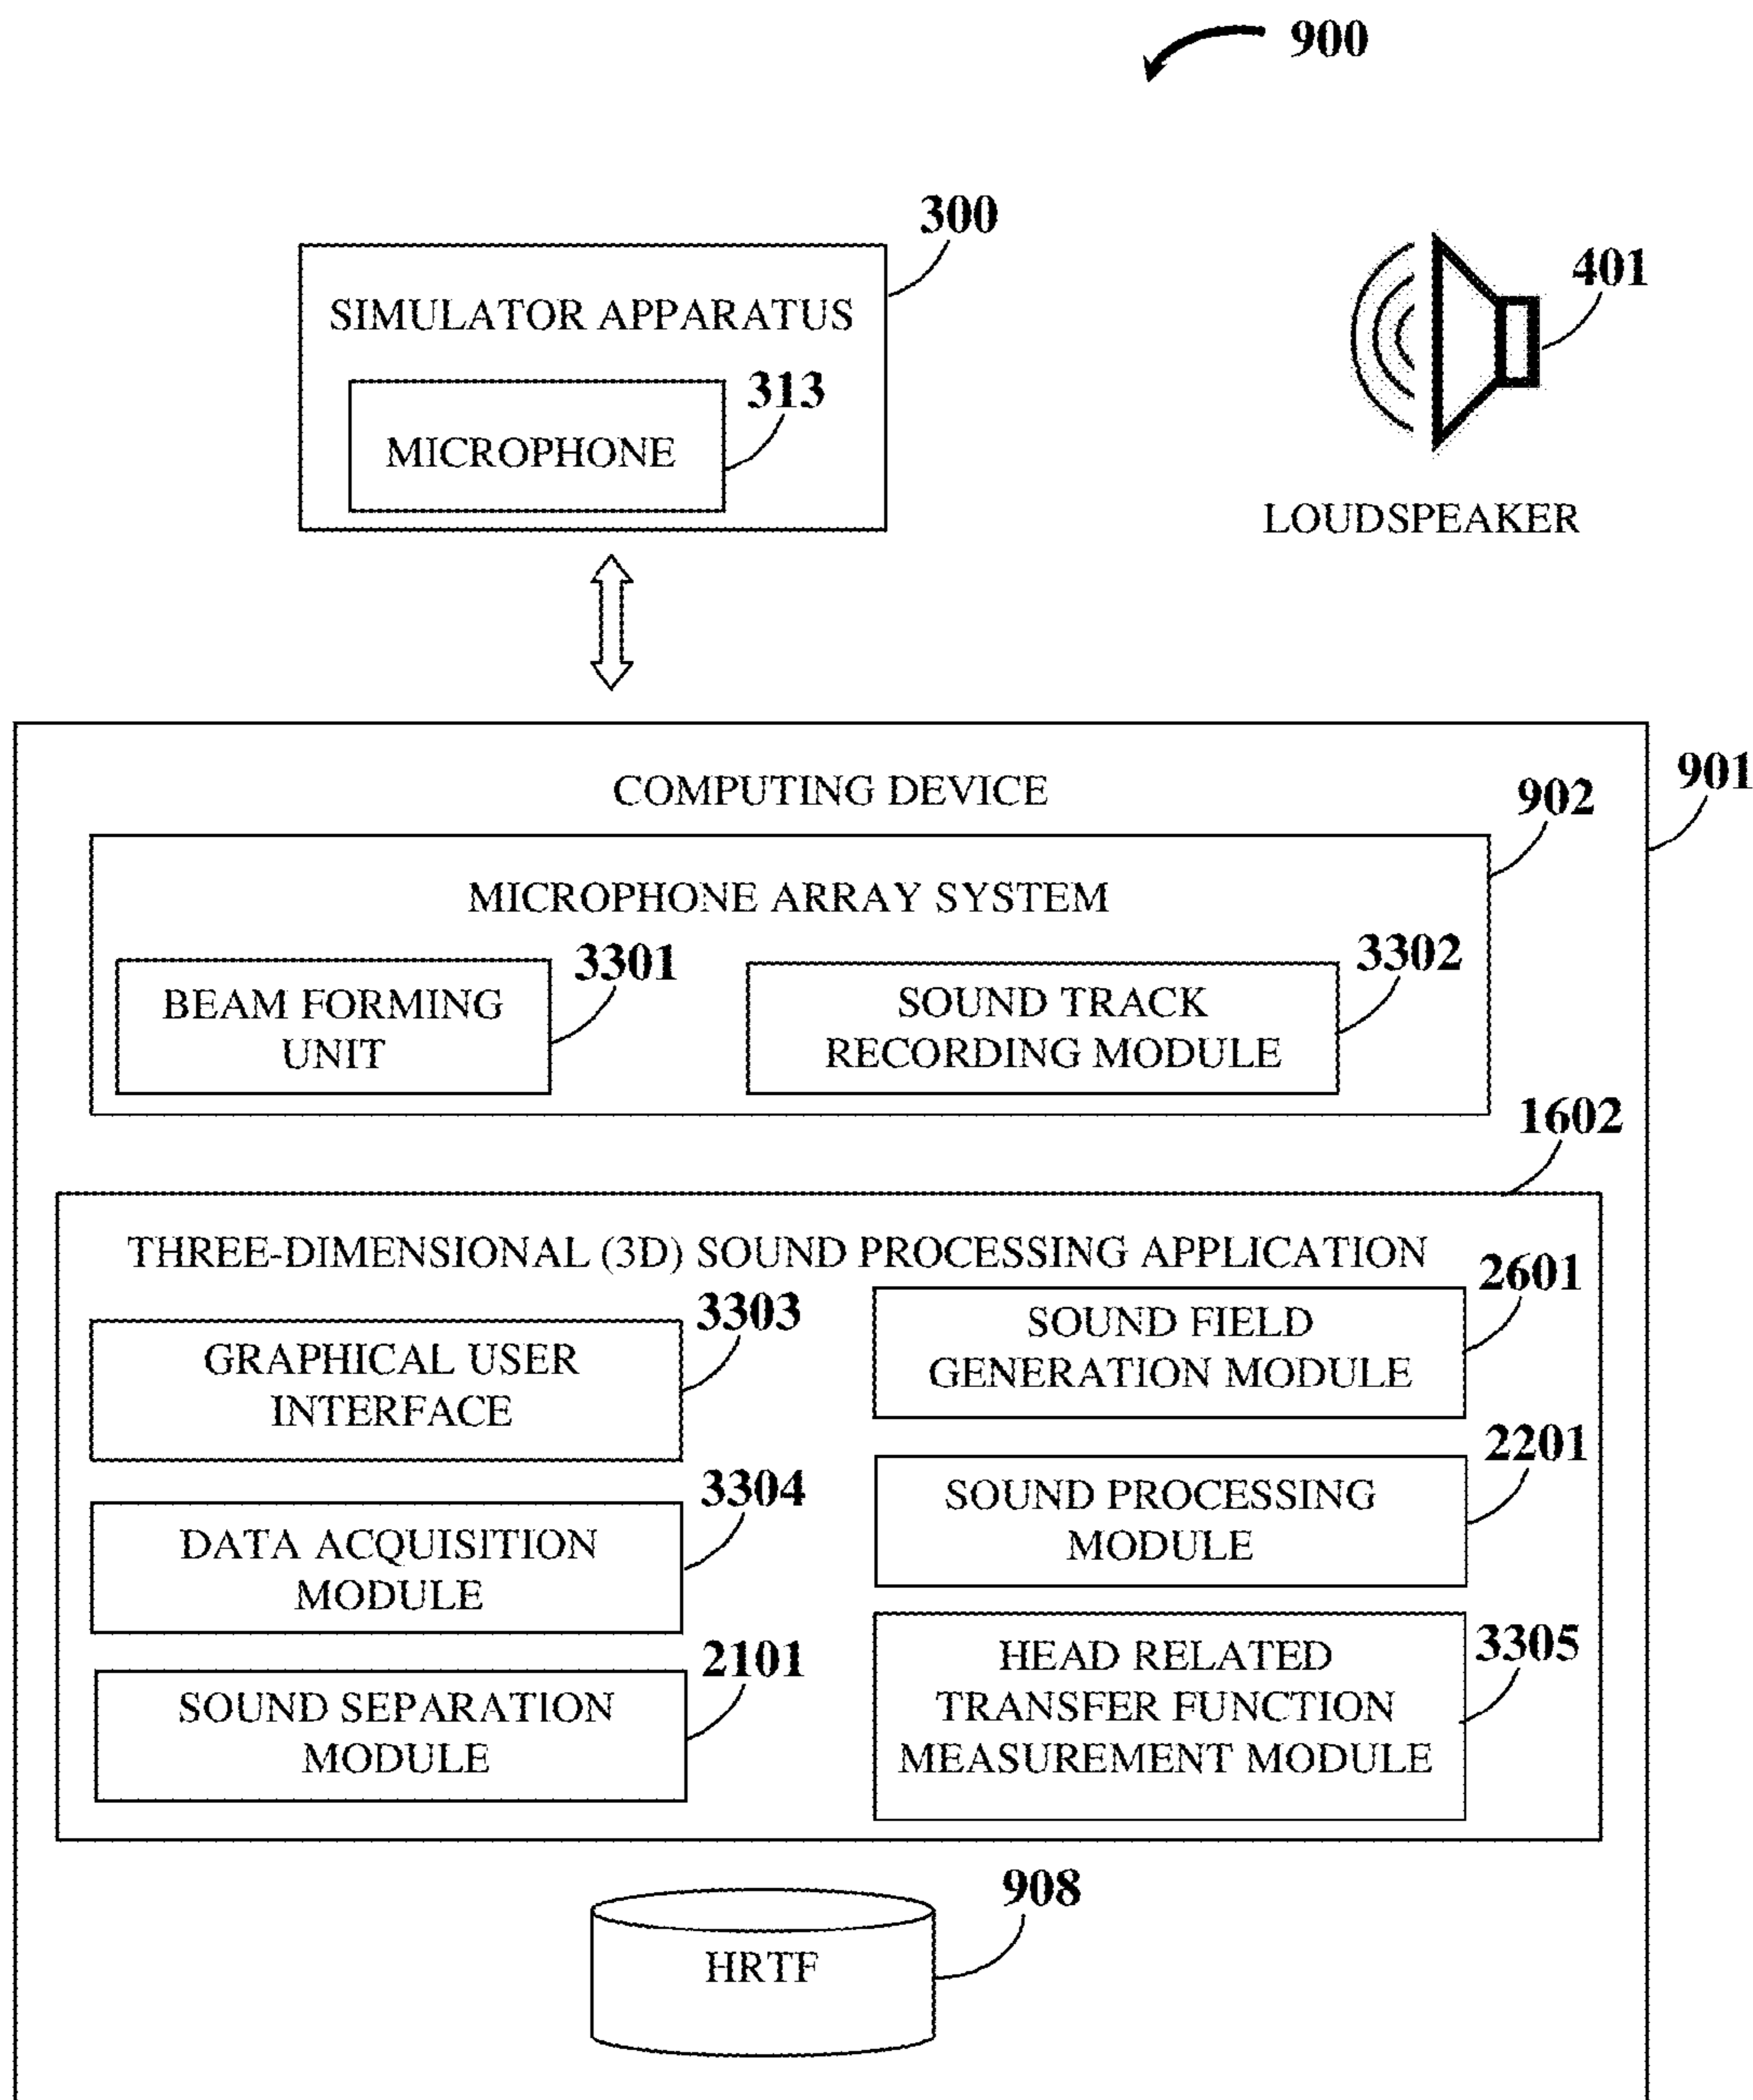 900
300
SIMULATOR APPARATUS
401
313
MICROPHONE
LOUDSPEAKER
901
COMPUTING DEVICE
902
MICROPHONE ARRAY SYSTEM
3301
3302
BEAM FORMING
UNIT
SOUND TRACK
RECORDING MODULE
1602
THREE-DIMENSIONAL (3D) SOUND PROCESSING APPLICATION
3303
GRAPHICAL USER
INTERFACE
2601
SOUND FIELD
GENERATION MODULE
3304
DATA ACQUISITION
MODULE
2201
SOUND PROCESSING
MODULE
2101
SOUND SEPARATION
MODULE
3305
HEAD RELATED
TRANSFER FUNCTION
MEASUREMENT MODULE
908
HRTF